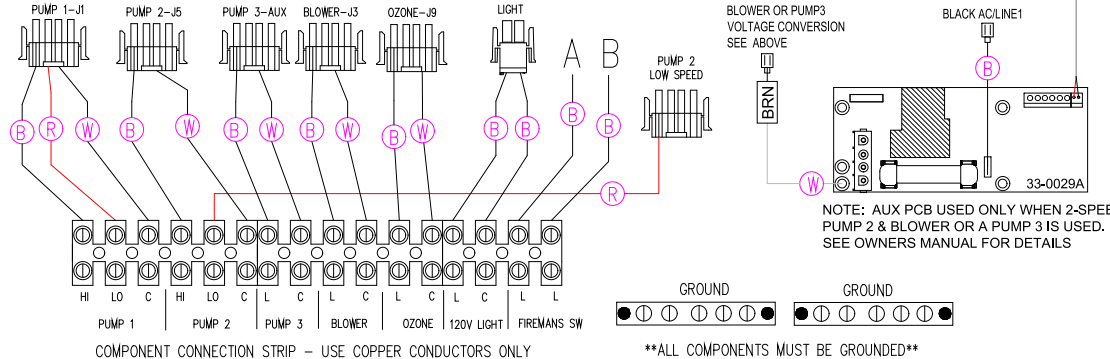 PUMP 1-J1
PUMP 2-J5
PUMP 3-AUX
BLOWER-J3
OZONE-J9
LIGHT
A
B
PUMP 2
LOW SPEED
BLOWER OR PUMP3
VOLTAGE CONVERSION
SEE ABOVE
BLACK AC/LINE1
BRN
B
R
W
B
W
B
W
B
W
B
W
B
B
B
B
R
W
B
33-0029A
NOTE: AUX PCB USED ONLY WHEN 2-SPEE
PUMP 2 & BLOWER OR A PUMP 3 IS USED.
SEE OWNERS MANUAL FOR DETAILS
HI LO C HI LO C L C L C L C L C L L
PUMP 1 PUMP 2 PUMP 3 BLOWER OZONE 120V LIGHT FIREMANS SW
GROUND GROUND
COMPONENT CONNECTION STRIP – USE COPPER CONDUCTORS ONLY
**ALL COMPONENTS MUST BE GROUNDED**